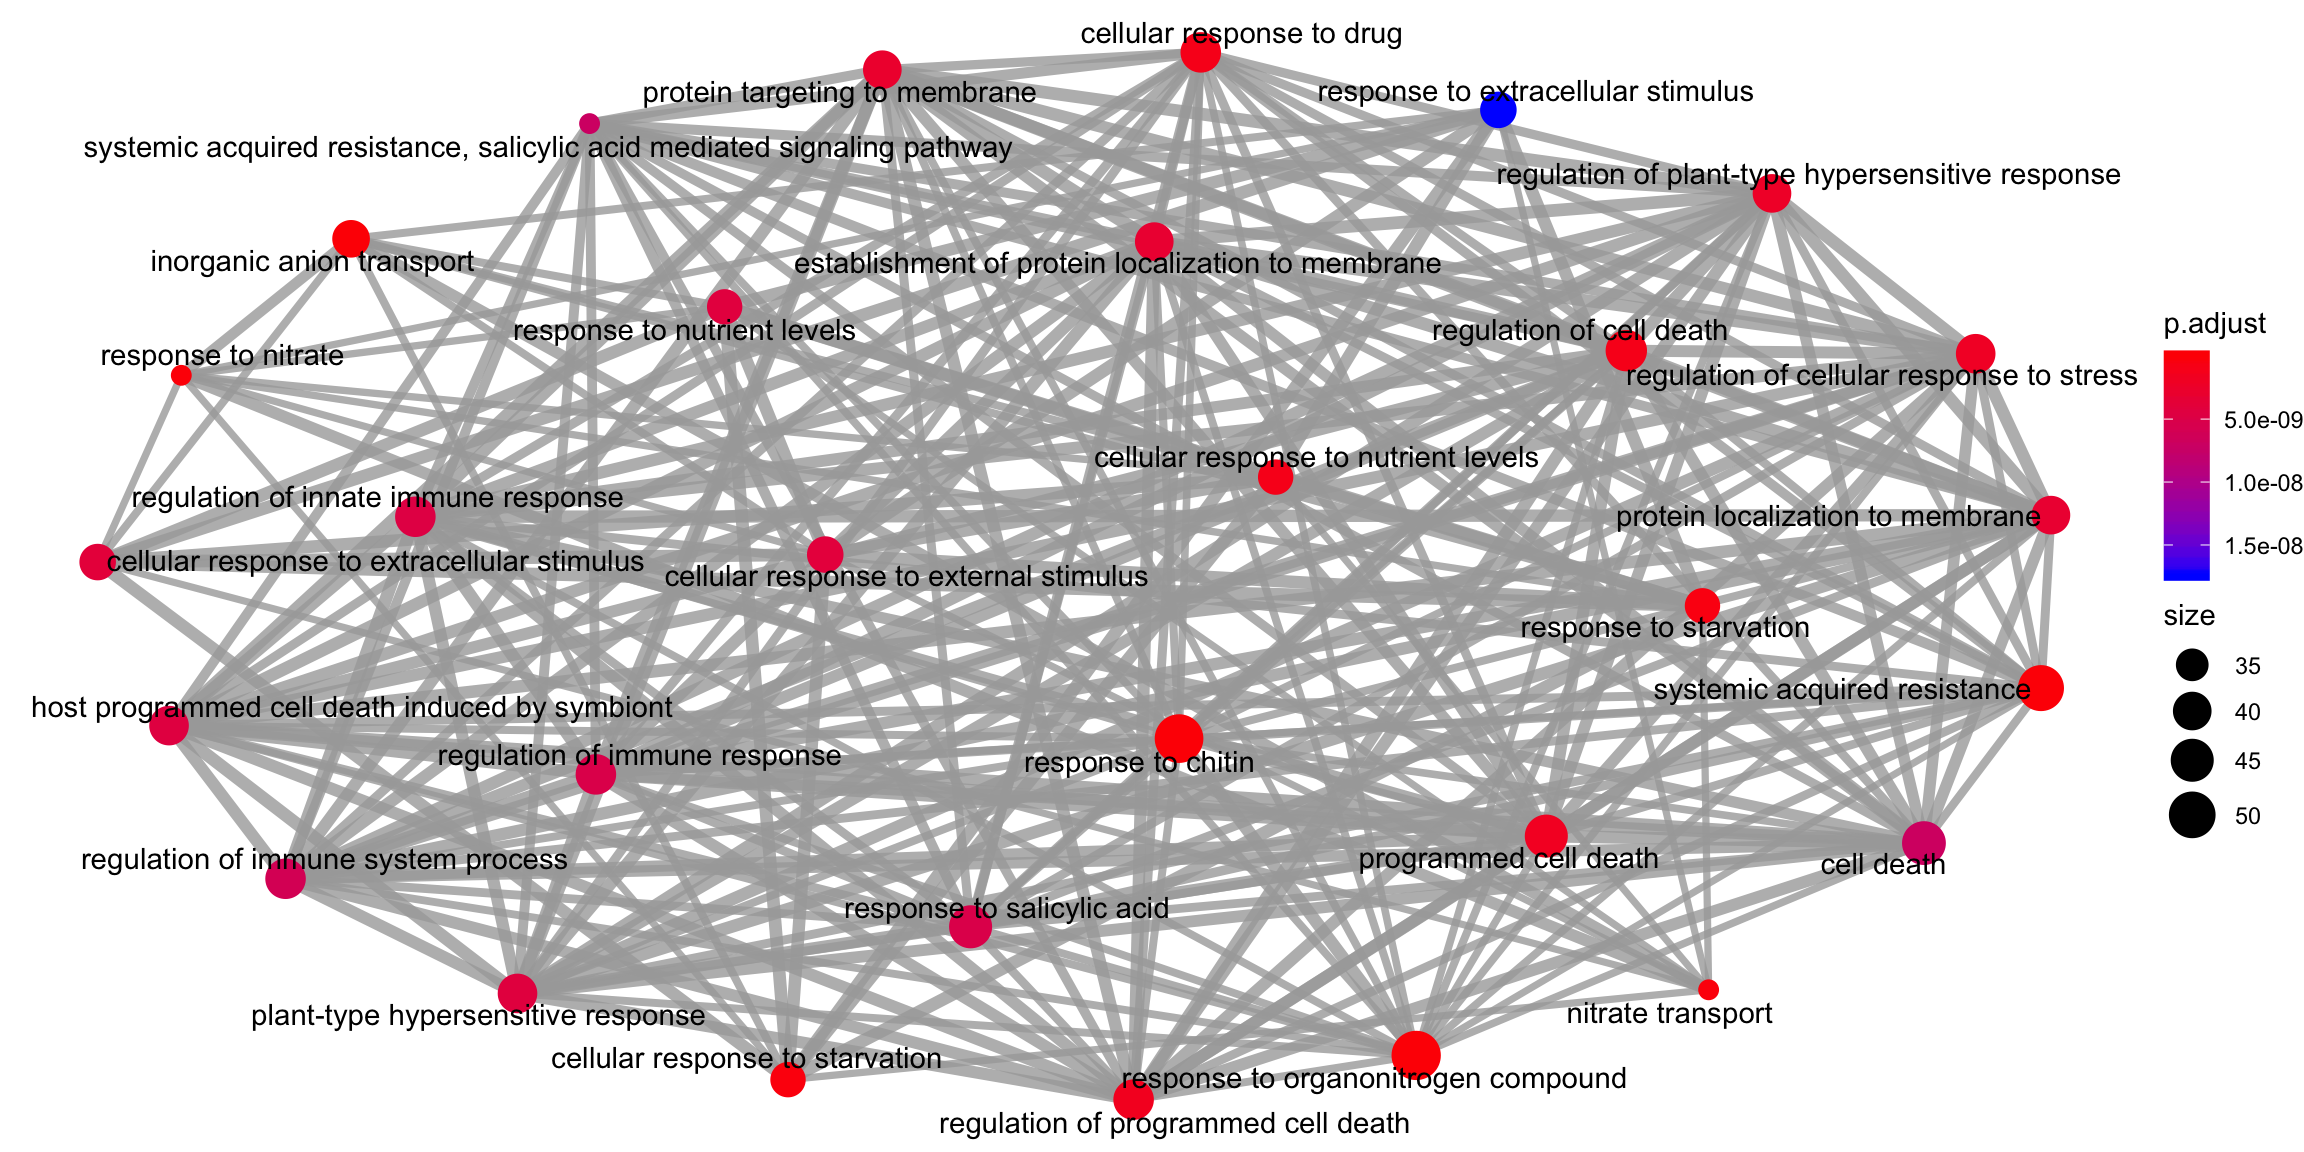 cellular response to drug
protein targeting to membrane
response to extracellular stimulus
systemic acquired resistance, salicylic acid mediated signaling pathway
regulation of plant-type hypersensitive response
inorganic anion transport
establishment of protein localization to membrane
response to nutrient levels
regulation of cell death
response to nitrate
regulation of cellular response to stress
cellular response to nutrient levels
regulation of innate immune response
protein localization to membrane
cellular response to extracellular stimulus
cellular response to external stimulus
response to starvation
systemic acquired resistance
host programmed cell death induced by symbiont
regulation of immune response
response to chitin
regulation of immune system process
programmed cell death
cell death
response to salicylic acid
plant-type hypersensitive response
nitrate transport
cellular response to starvation
response to organonitrogen compound
regulation of programmed cell death
p.adjust
5.0e-09
1.0e-08
1.5e-08
size
35
40
45
50